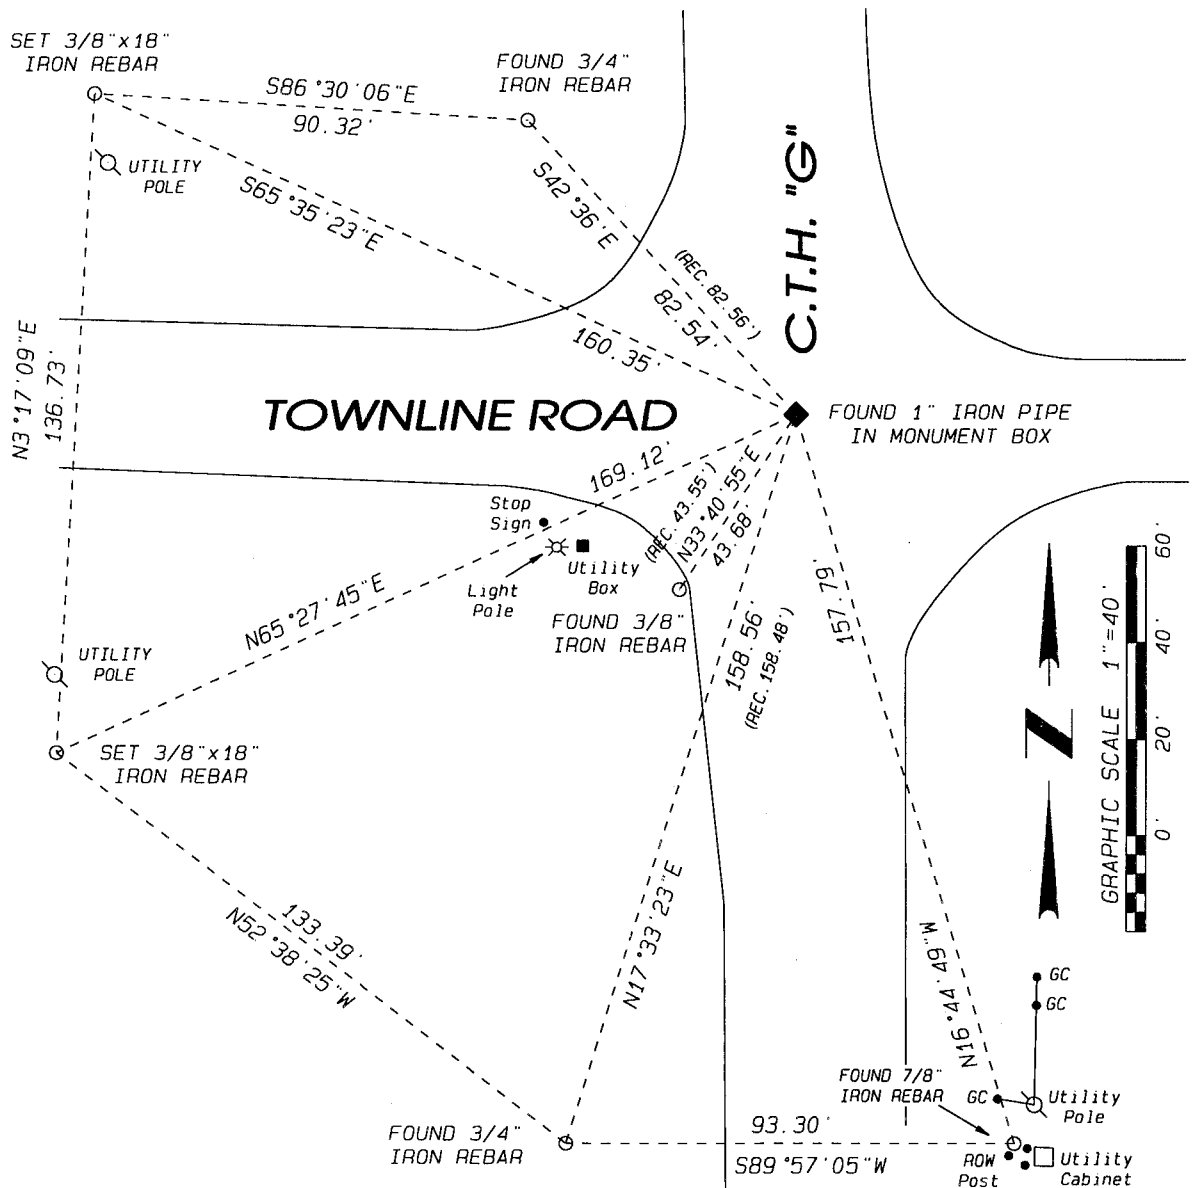 SET 3/8"x18"
IRON REBAR
FOUND 3/4"
IRON REBAR
S86°30'06"E
90.32'
UTILITY
POLE
S65°35'23"E
160.35'
S42°36'E
(REC. 82.56')
82.54'
C.T.H. "G"
N3°17'09"E
136.73'
TOWNLINE ROAD
FOUND 1" IRON PIPE
IN MONUMENT BOX
169.12'
N65°27'45"E
Stop
Sign
Light
Pole
Utility
Box
(REC. 43.55')
N33°40'55"E
43.68'
FOUND 3/8"
IRON REBAR
158.56'
(REC. 158.48')
N17°33'23"E
157.79'
N16°44'49"W
UTILITY
POLE
SET 3/8"x18"
IRON REBAR
133.39'
N52°38'25"W
N
GRAPHIC SCALE 1"=40'
0' 20' 40' 60'
GC
GC
GC
FOUND 7/8"
IRON REBAR
Utility
Pole
FOUND 3/4"
IRON REBAR
93.30'
S89°57'05"W
ROW
Post
Utility
Cabinet